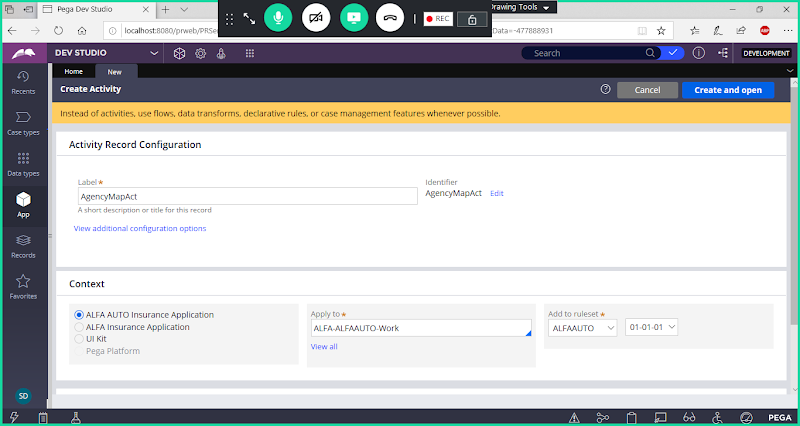 Pega Dev Studio
Drawing Tools
REC
localhost:8080/prweb/PRSe
Data=-477888931
ABP
DEV STUDIO
Search
DEVELOPMENT
Home
New
Recents
Create Activity
Cancel
Create and open
Instead of activities, use flows, data transforms, declarative rules, or case management features whenever possible.
Case types
Activity Record Configuration
Data types
Label
Identifier
AgencyMapAct
AgencyMapAct Edit
A short description or title for this record
App
View additional configuration options
Records
Context
Favorites
ALFA AUTO Insurance Application
ALFA Insurance Application
UI Kit
Pega Platform
Apply to
ALFA-ALFAAUTO-Work
View all
Add to ruleset
ALFAAUTO
01-01-01
SD
PEGA